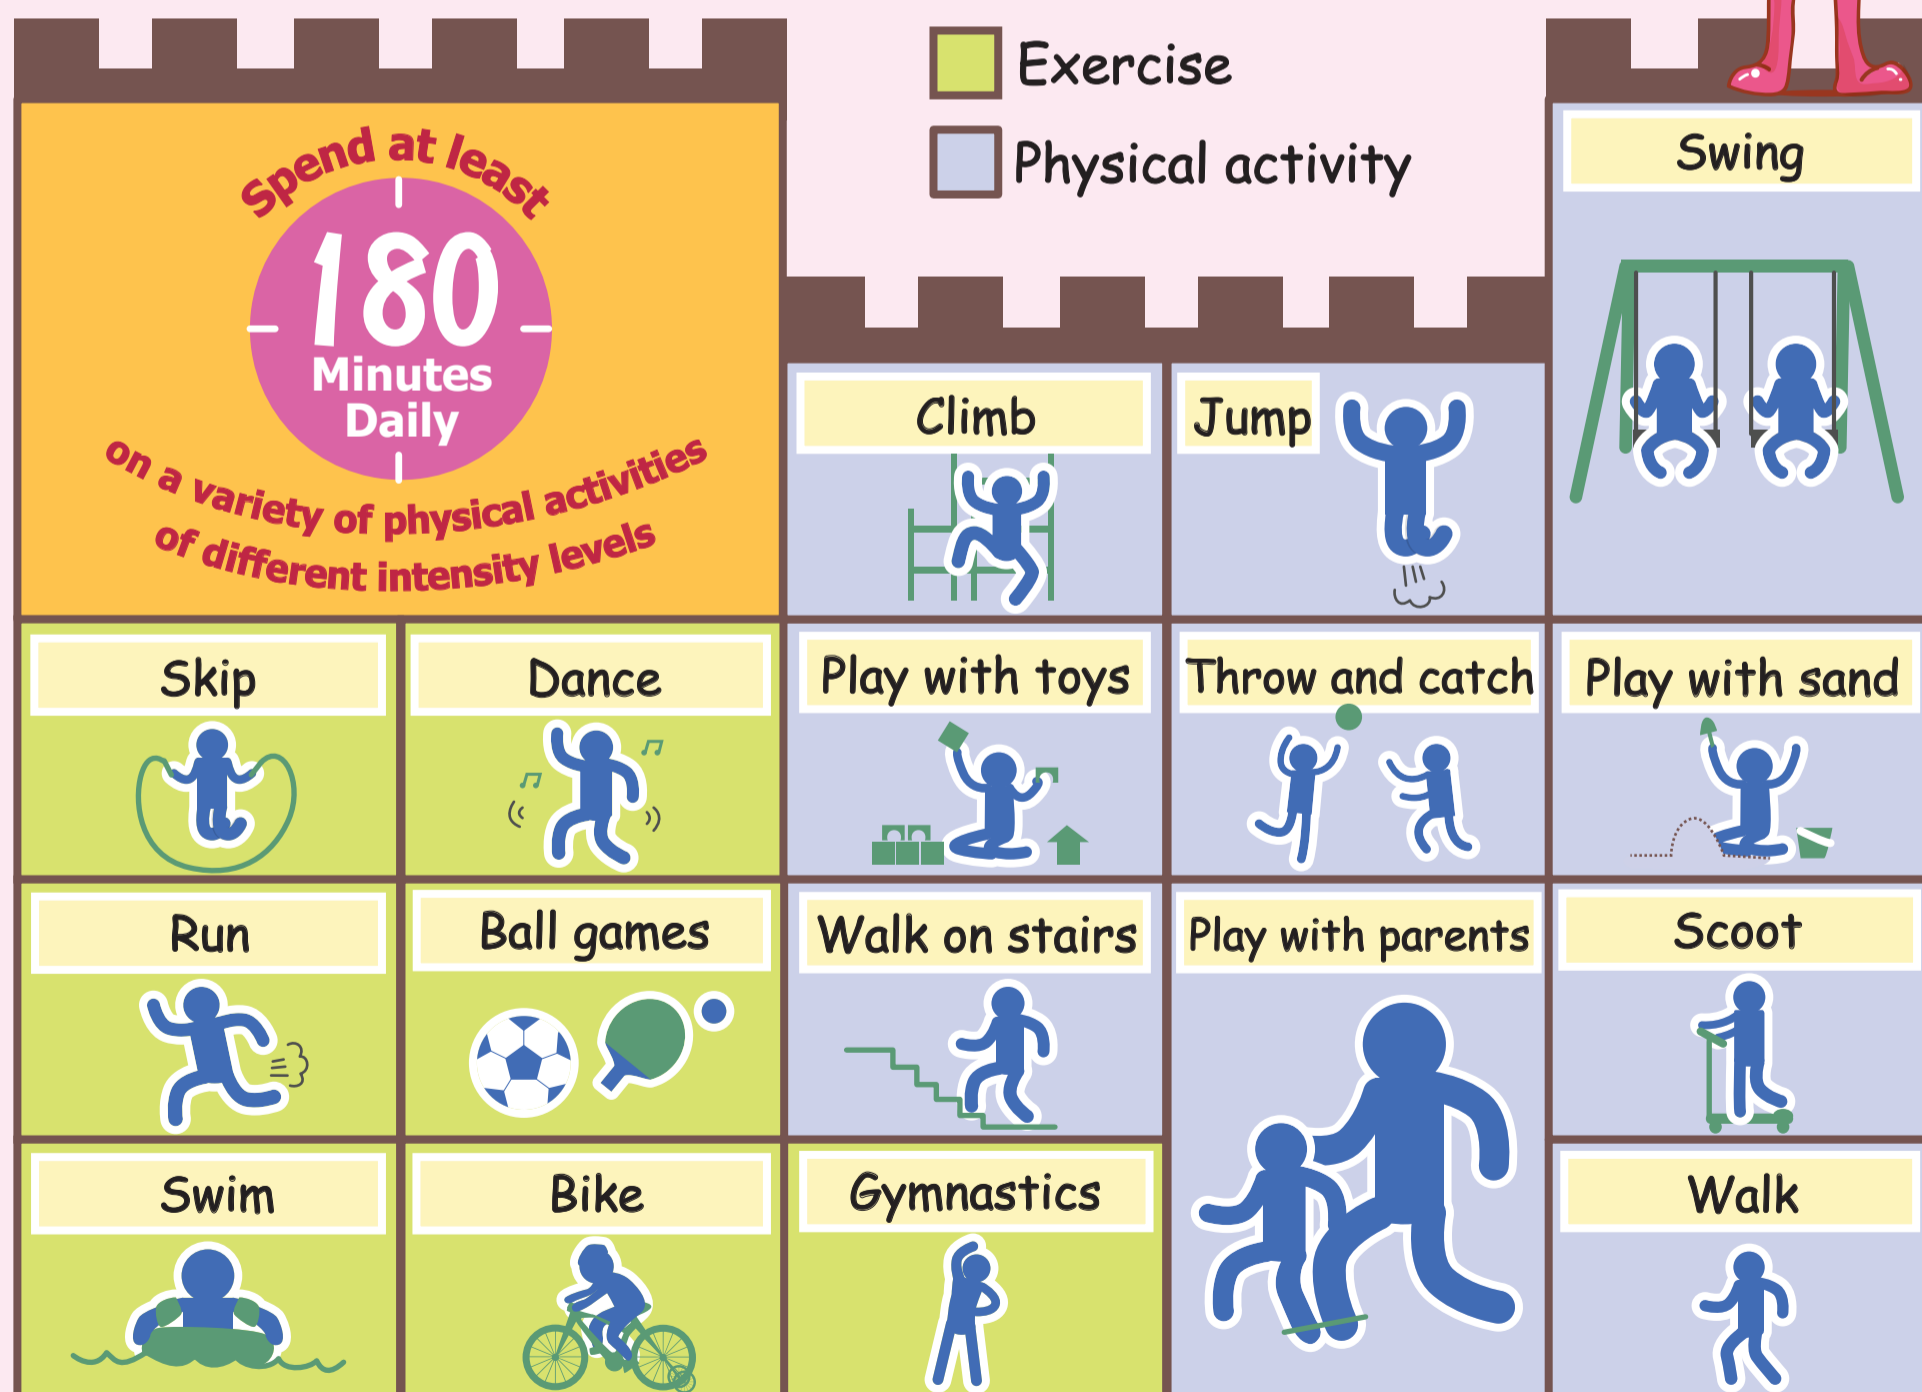 Exercise
Physical activity
Spend at least
180
Minutes
Daily
on a variety of physical activities
of different intensity levels
Swing
Climb
Jump
Skip
Dance
Play with toys
Throw and catch
Play with sand
Run
Ball games
Walk on stairs
Play with parents
Scoot
Swim
Bike
Gymnastics
Walk